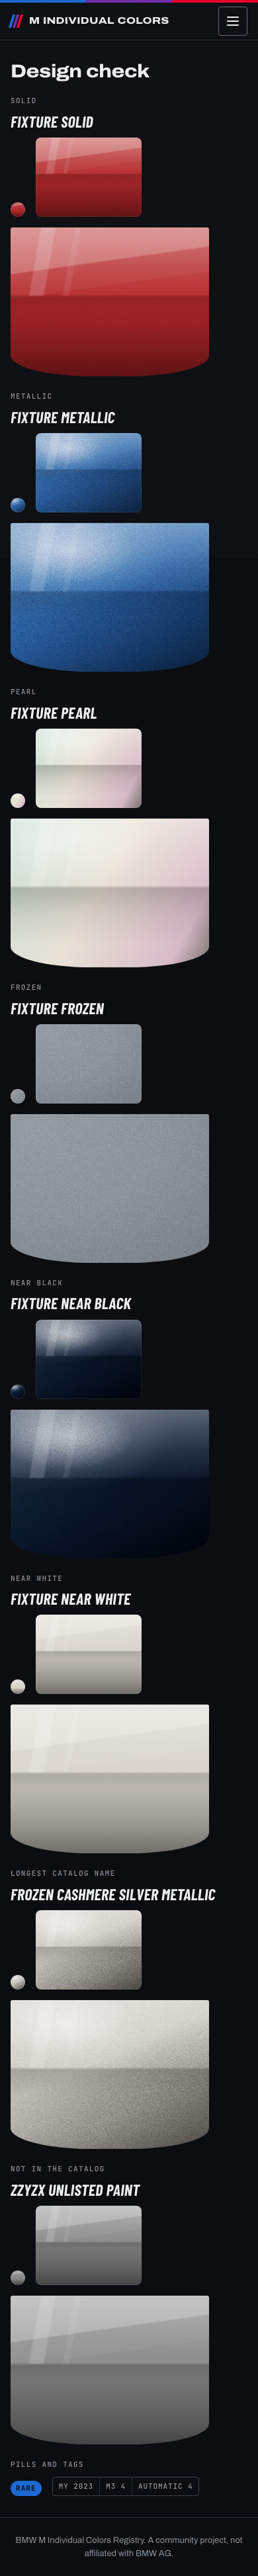 M INDIVIDUAL COLORS
Design check
SOLID
FIXTURE SOLID
METALLIC
FIXTURE METALLIC
PEARL
FIXTURE PEARL
FROZEN
FIXTURE FROZEN
NEAR BLACK
FIXTURE NEAR BLACK
NEAR WHITE
FIXTURE NEAR WHITE
LONGEST CATALOG NAME
FROZEN CASHMERE SILVER METALLIC
NOT IN THE CATALOG
ZZYZX UNLISTED PAINT
PILLS AND TAGS
RARE MY 2023 M3 4 AUTOMATIC 4
BMW M Individual Colors Registry. A community project, not
affiliated with BMW AG.